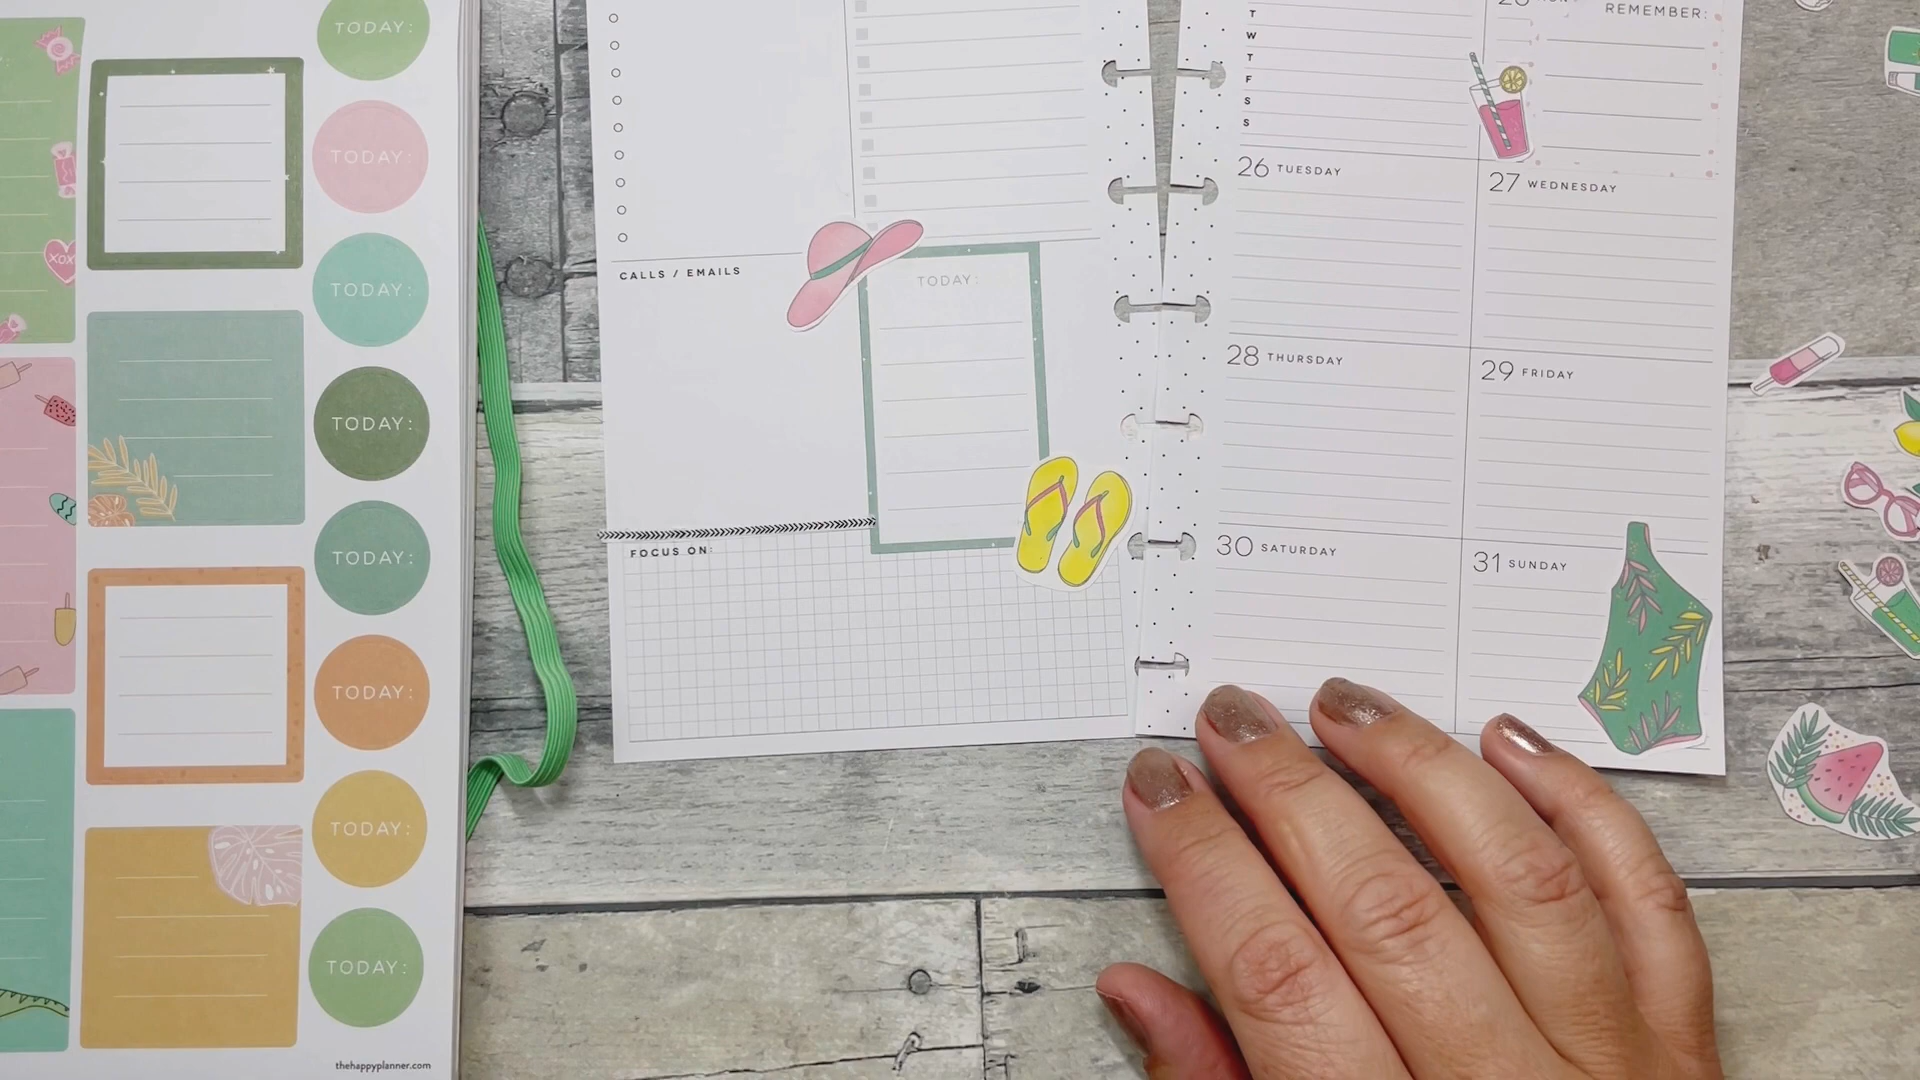 TODAY:
TODAY:
TODAY:
TODAY:
TODAY:
TODAY:
TODAY:
TODAY:
XOX
thehappyplanner.com
CALLS / EMAILS
TODAY:
FOCUS ON:
T
W
T
F
S
S
REMEMBER:
26 TUESDAY
27 WEDNESDAY
28 THURSDAY
29 FRIDAY
30 SATURDAY
31 SUNDAY